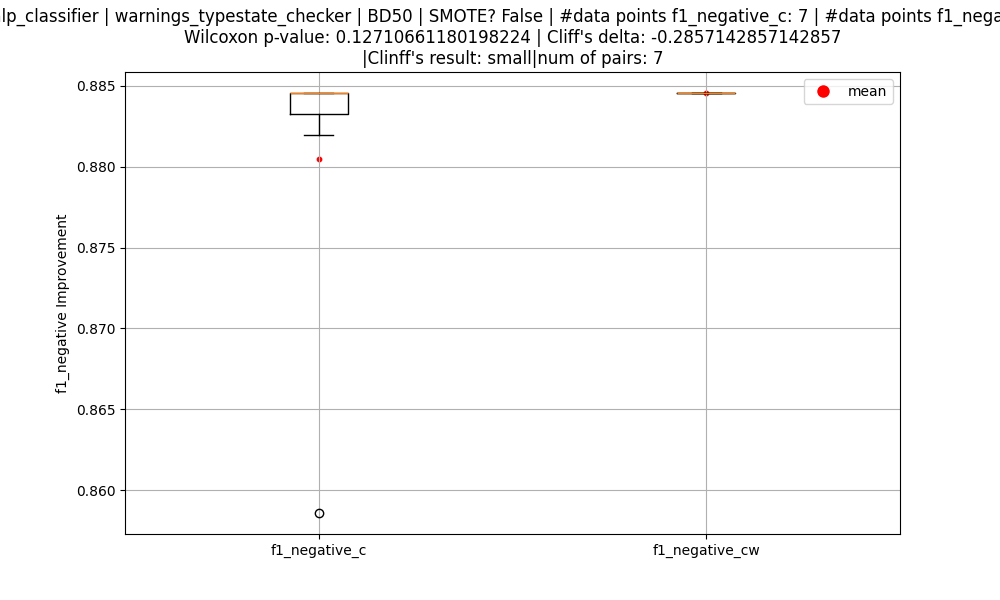 lp_classifier | warnings_typestate_checker | BD50 | SMOTE? False | #data points f1_negative_c: 7 | #data points f1_nega
Wilcoxon p-value: 0.12710661180198224 | Cliff's delta: -0.2857142857142857
|Clinff's result: small|num of pairs: 7
mean
0.885
0.880
0.875
0.870
0.865
0.860
f1_negative Improvement
f1_negative_c
f1_negative_cw